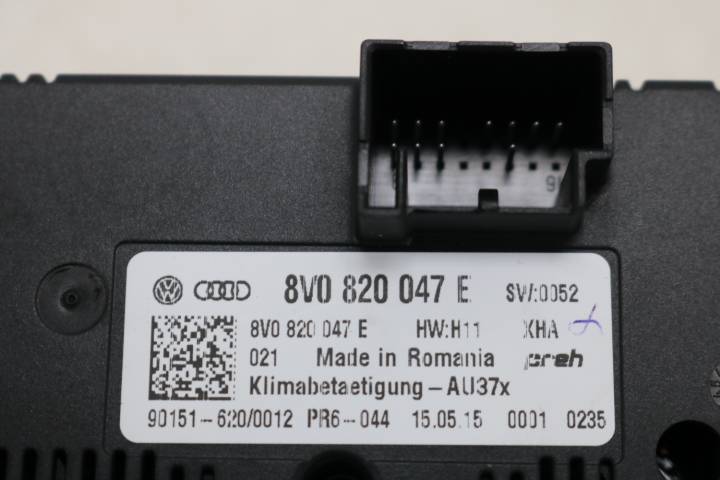 8V0 820 047 E SW:0052
8V0 820 047 E HW:H11 XHA
021 Made in Romania preh
Klimabetaetigung-AU37x
90151-620/0012 PR6-044 15.05.15 0001 0235